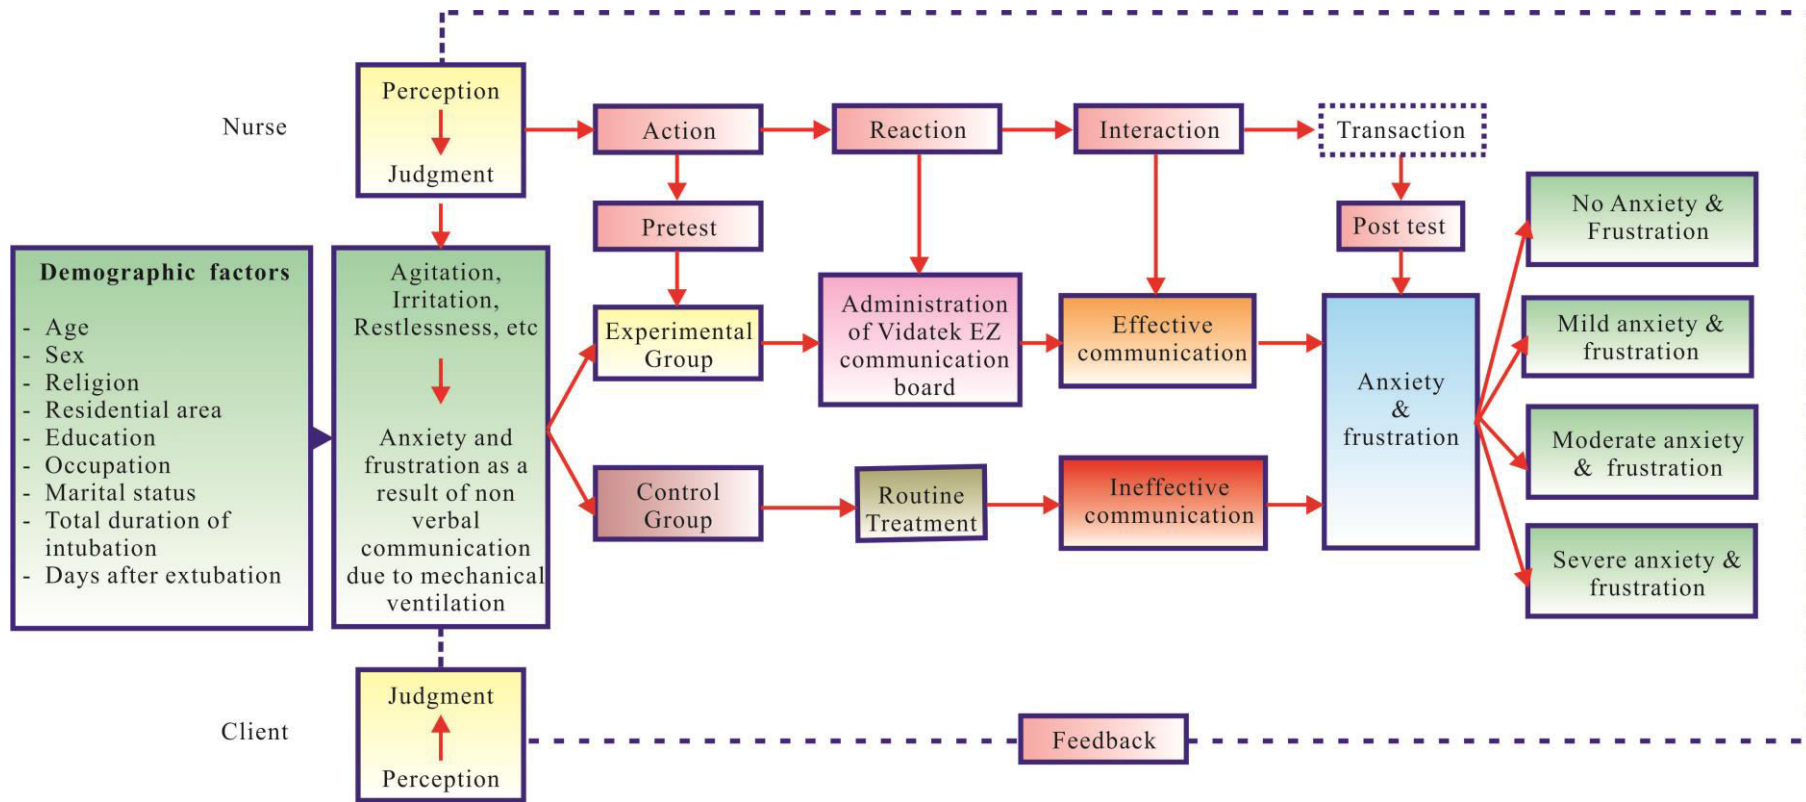 Nurse
Perception
Judgment
Action
Reaction
Interaction
Transaction
Pretest
Post test
Demographic factors
- Age
- Sex
- Religion
- Residential area
- Education
- Occupation
- Marital status
- Total duration of
intubation
- Days after extubation
Agitation,
Irritation,
Restlessness, etc
Anxiety and
frustration as a
result of non
verbal
communication
due to mechanical
ventilation
Experimental
Group
Administration
of Vidatek EZ
communication
board
Effective
communication
Control
Group
Routine
Treatment
Ineffective
communication
Anxiety
&
frustration
No Anxiety &
Frustration
Mild anxiety &
frustration
Moderate anxiety
& frustration
Severe anxiety &
frustration
Client
Judgment
Perception
Feedback